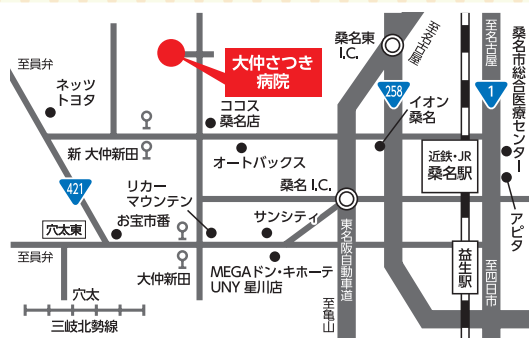 至員弁
ネッツ
トヨタ
大仲さつき
病院
ココス
桑名店
新 大仲新田
オートバックス
421
穴太東
お宝市番
リカー
マウンテン
サンシティ
桑名 I.C.
至員弁
大仲新田
MEGAドン・キホーテ
UNY 星川店
穴太
三岐北勢線
桑名東
I.C.
至名古屋
258
イオン
桑名
近鉄・JR
桑名駅
至名古屋
1
桑名市総合医療センター
アピタ
東名阪自動車道
至亀山
益生駅
至四日市